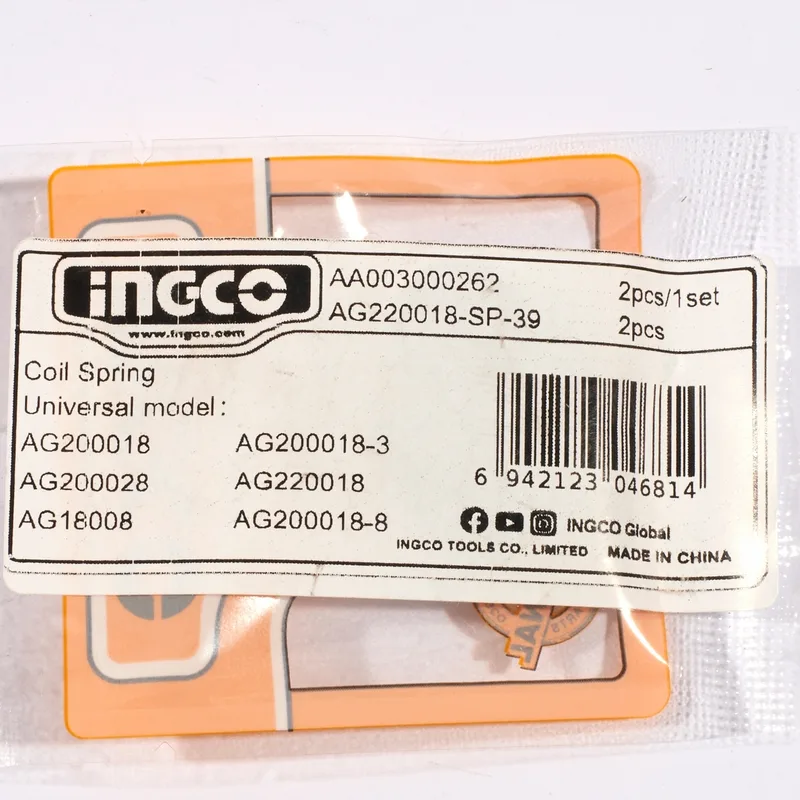 INGCO
www.ingco.com
AA003000262
2pcs/1set
AG220018-SP-39
2pcs
Coil Spring
Universal model:
AG200018 AG200018-3
AG200028 AG220018
AG18008 AG200018-8
6 942123 046814
INGCO Global
INGCO TOOLS CO., LIMITED MADE IN CHINA